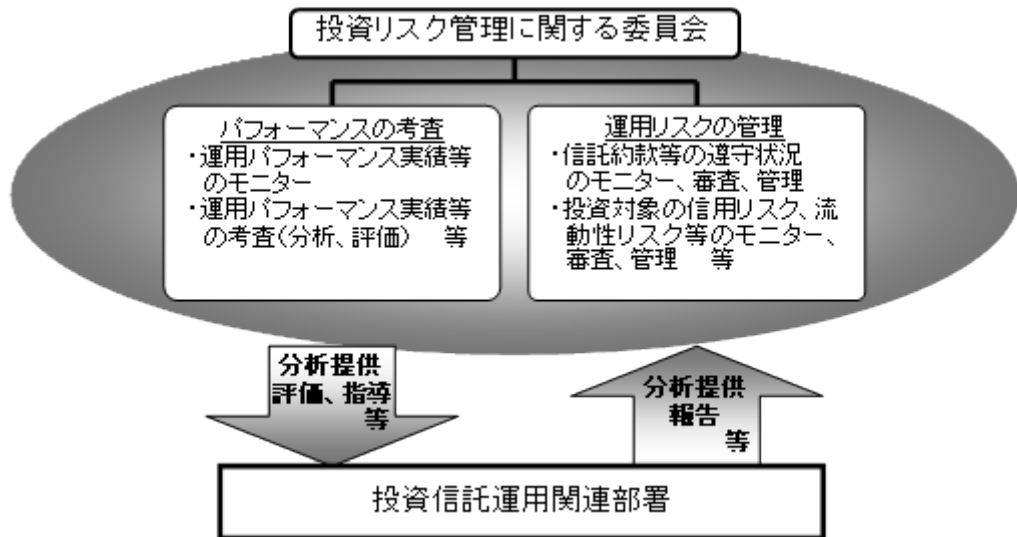 投資リスク管理に関する委員会
パフォーマンスの考査
・運用パフォーマンス実績等
のモニター
・運用パフォーマンス実績等
の考査(分析、評価)　等
運用リスクの管理
・信託約款等の遵守状況
のモニター、審査、管理
・投資対象の信用リスク、流
動性リスク等のモニター、
審査、管理　等
分析提供
評価、指導
等
分析提供
報告
等
投資信託運用関連部署